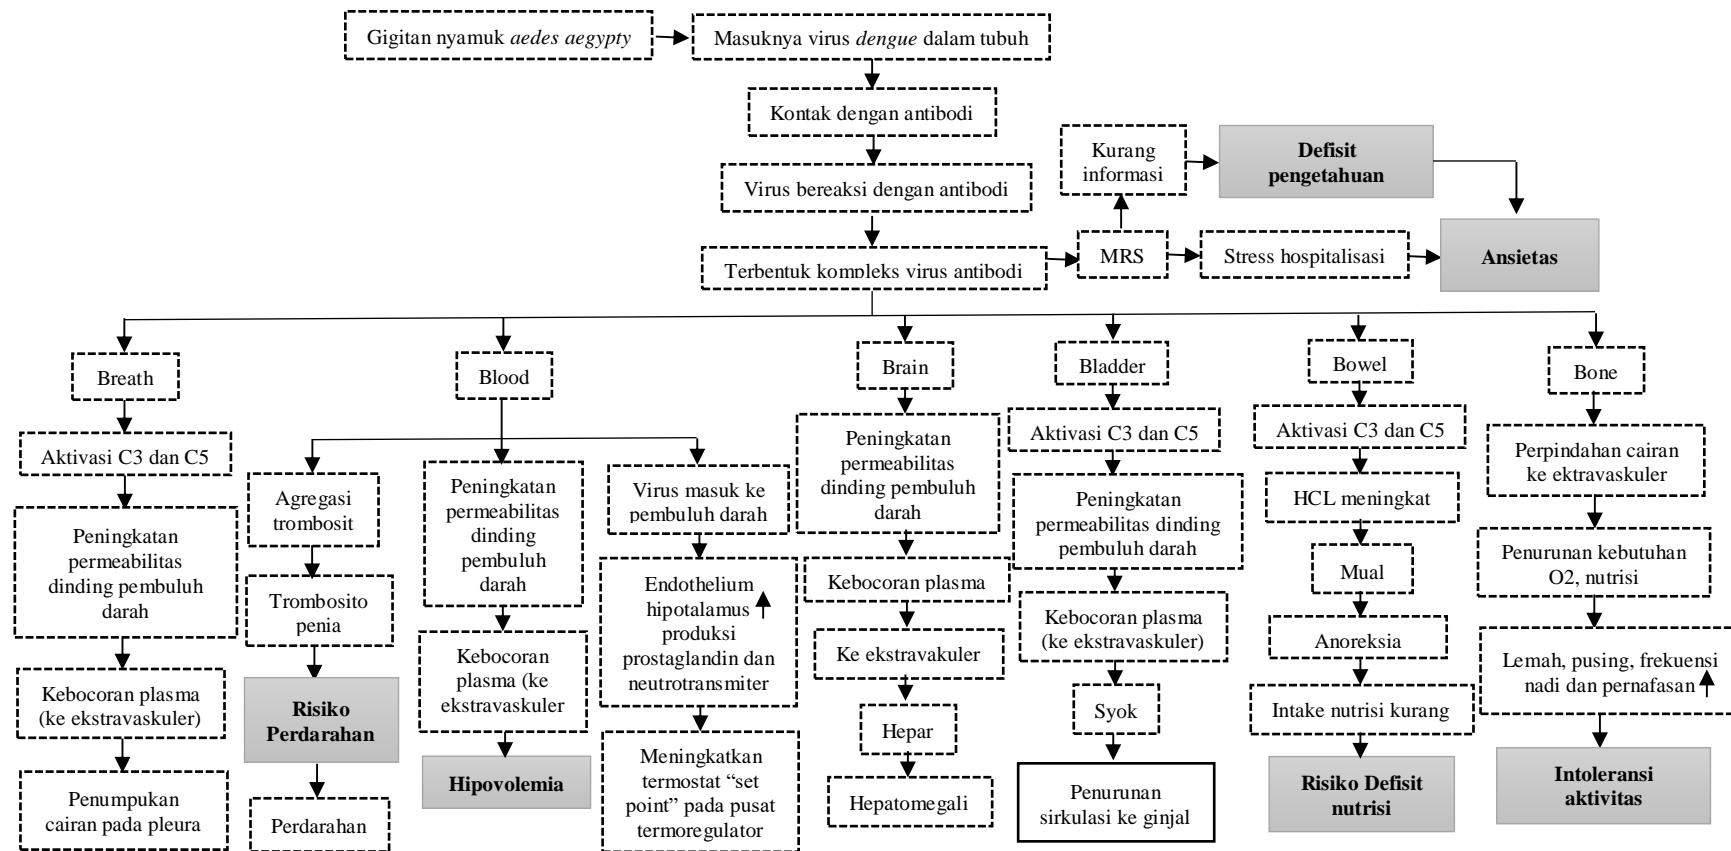 Gigitan nyamuk aedes aegypty
Masuknya virus dengue dalam tubuh
Kontak dengan antibodi
Virus bereaksi dengan antibodi
Terbentuk kompleks virus antibodi
Kurang
informasi
Defisit
pengetahuan
MRS
Stress hospitalisasi
Ansietas
Breath
Aktivasi C3 dan C5
Peningkatan
permeabilitas
dinding pembuluh
darah
Kebocoran plasma
(ke ekstravaskuler)
Penumpukan
cairan pada pleura
Blood
Agregasi
trombosit
Trombosito
penia
Risiko
Perdarahan
Perdarahan
Peningkatan
permeabilitas
dinding
pembuluh
darah
Kebocoran
plasma (ke
ekstravaskuler
Hipovolemia
Virus masuk ke
pembuluh darah
Endothelium
hipotalamus
produksi
prostaglandin dan
neutrotransmiter
Meningkatkan
termostat “set
point” pada pusat
termoregulator
Brain
Peningkatan
permeabilitas
dinding pembuluh
darah
Kebocoran plasma
Ke ekstravakuler
Hepar
Hepatomegali
Bladder
Aktivasi C3 dan C5
Peningkatan
permeabilitas dinding
pembuluh darah
Kebocoran plasma
(ke ekstravaskuler)
Syok
Penurunan
sirkulasi ke ginjal
Bowel
Aktivasi C3 dan C5
HCL meningkat
Mual
Anoreksia
Intake nutrisi kurang
Risiko Defisit
nutrisi
Bone
Perpindahan cairan
ke ektravaskuler
Penurunan kebutuhan
O2, nutrisi
Lemah, pusing, frekuensi
nadi dan pernafasan
Intoleransi
aktivitas